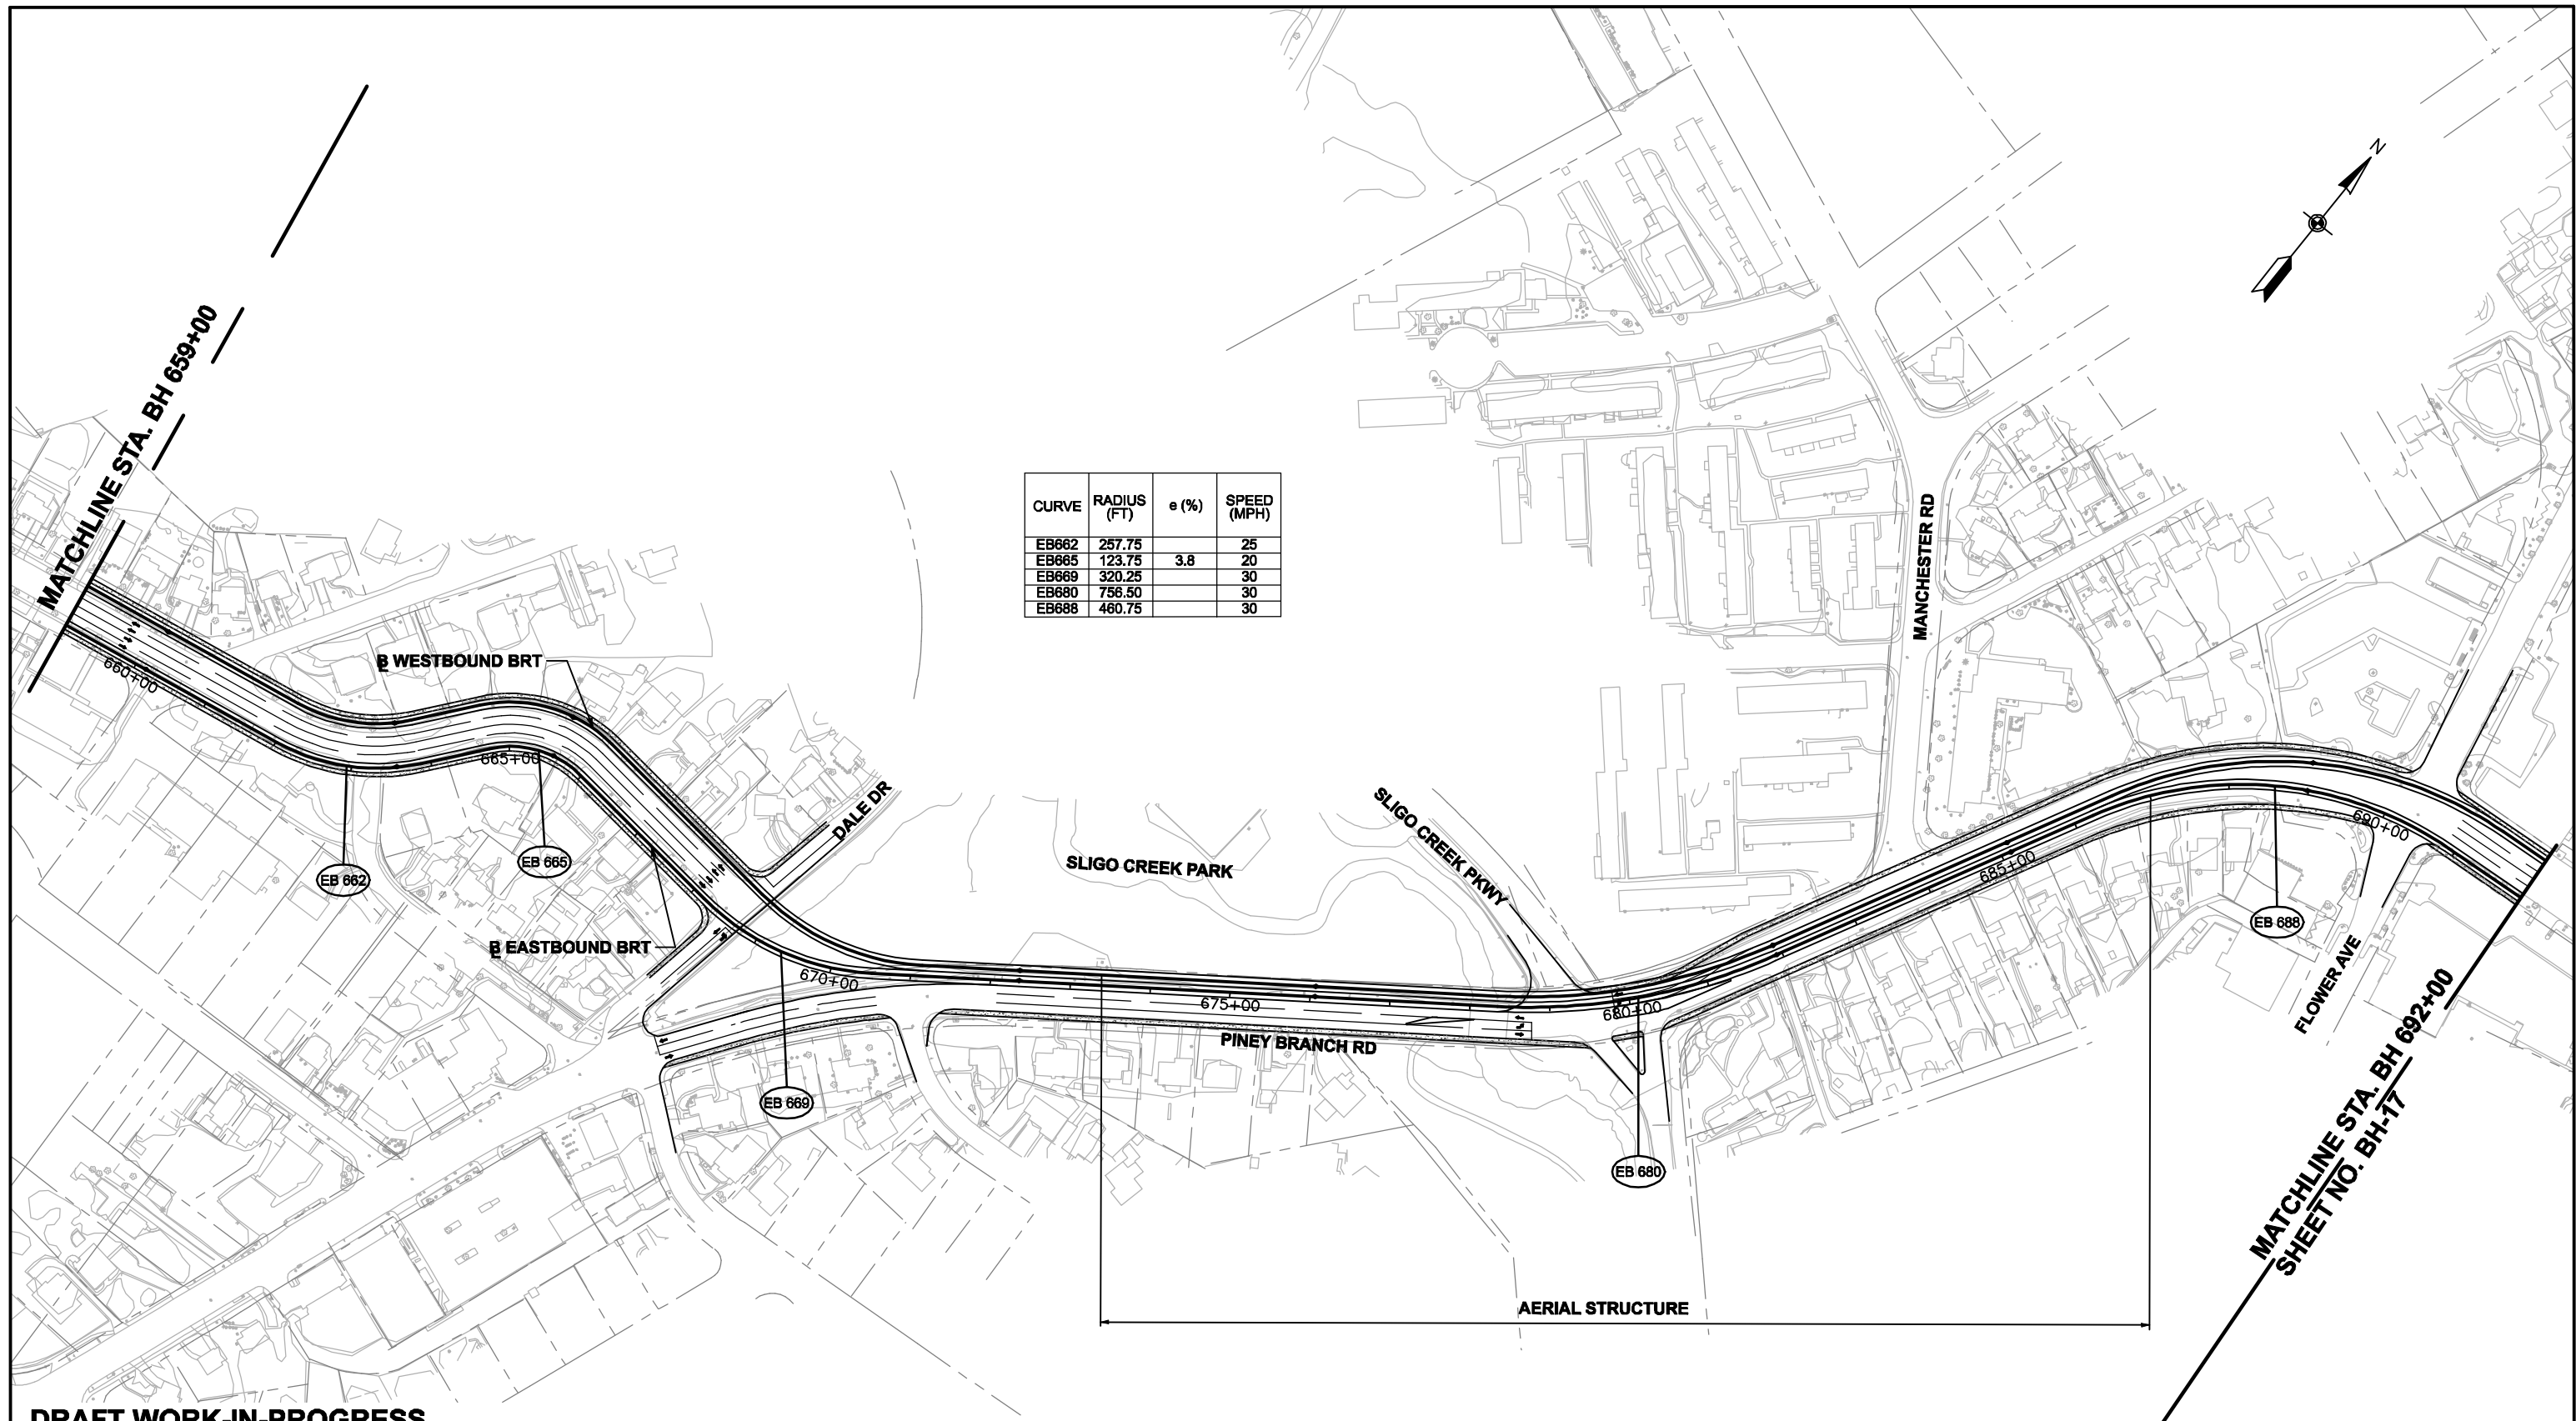 N
MATCHLINE STA. BH 659+00
CURVE RADIUS (FT) e (%) SPEED (MPH)
EB662 257.75 25
EB665 123.75 3.8 20
EB669 320.25 30
EB680 756.50 30
EB688 460.75 30
MANCHESTER RD
660+00
B WESTBOUND BRT
665+00
DALE DR
SLIGO CREEK PKWY
SLIGO CREEK PARK
EB 662
EB 665
685+00
690+00
EB 688
B EASTBOUND BRT
670+00
675+00
680+00
PINEY BRANCH RD
FLOWER AVE
EB 669
EB 680
MATCHLINE STA. BH 692+00
SHEET NO. BH-17
AERIAL STRUCTURE
DRAFT WORK-IN-PROGRESS